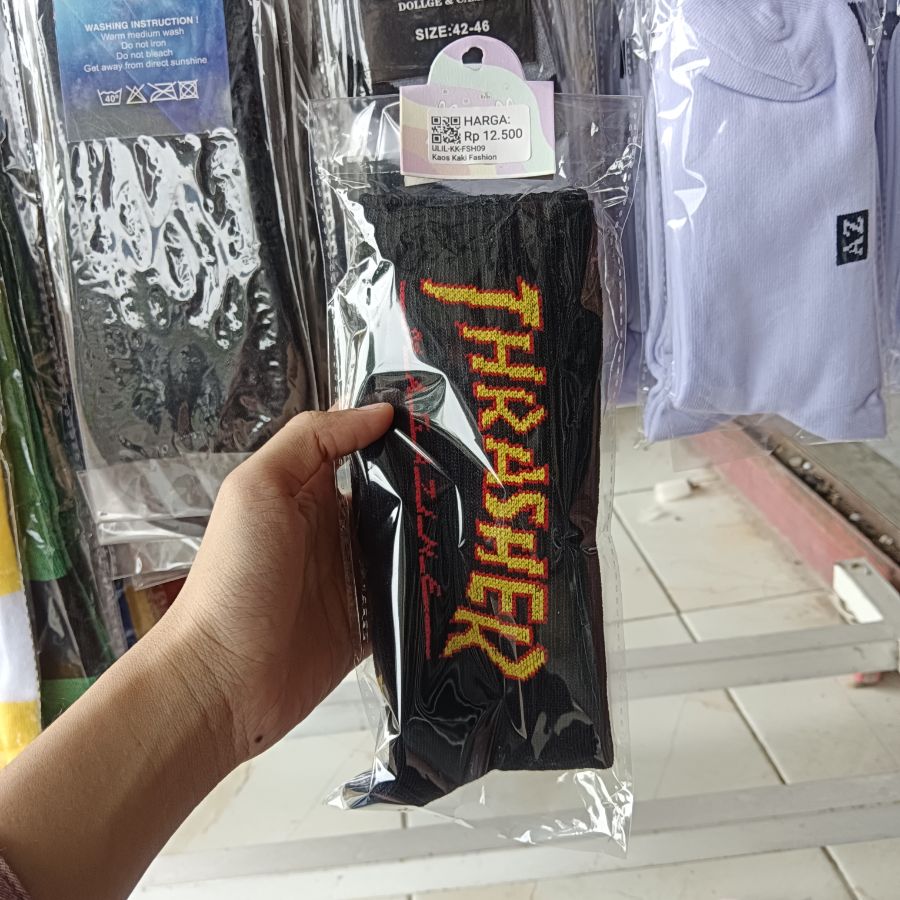 WASHING INSTRUCTION !
Warm medium wash
Do not iron
Do not bleach
Get away from direct sunshine
40°
SIZE:42-46
HARGA:
Rp 12.500
ULIL-KK-FSH09
Kaos Kaki Fashion
THRASHER
ZY